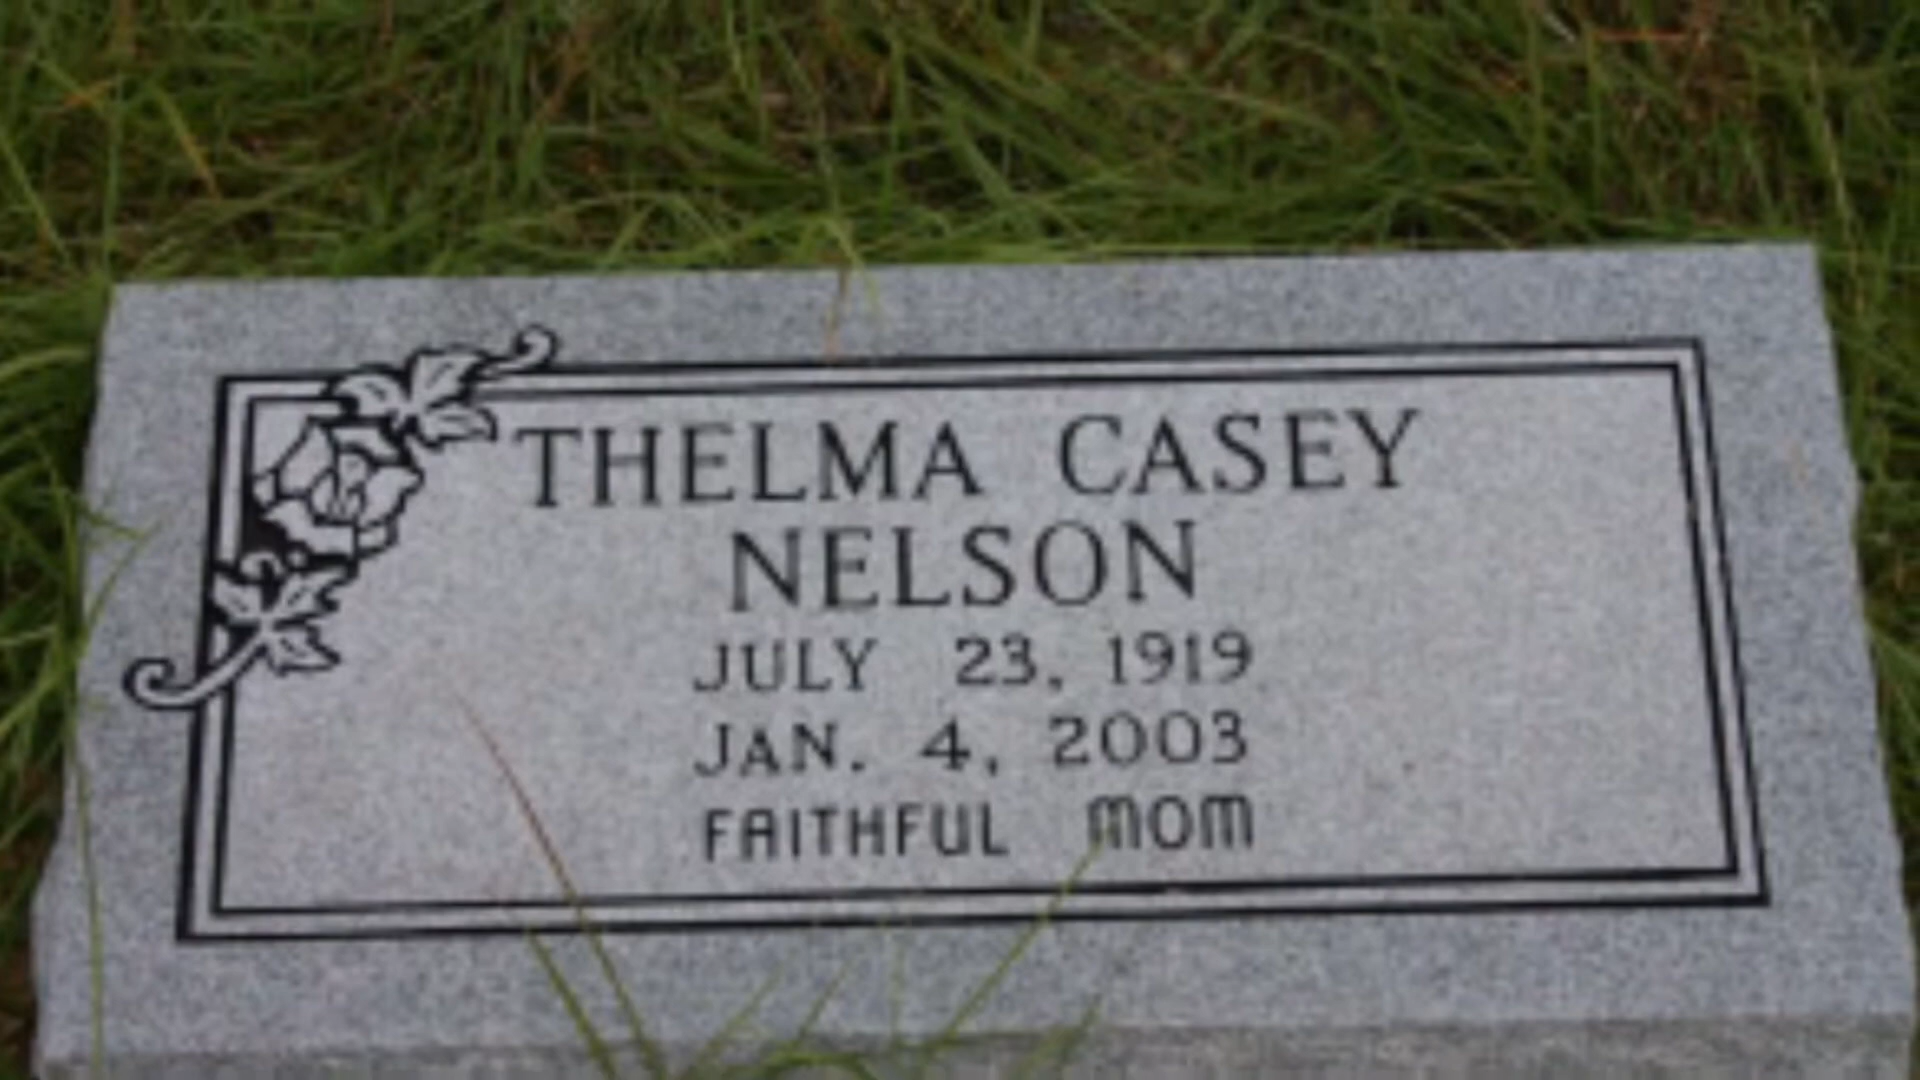 THELMA CASEY
NELSON
JULY 23, 1919
JAN. 4, 2003
FAITHFUL MOM